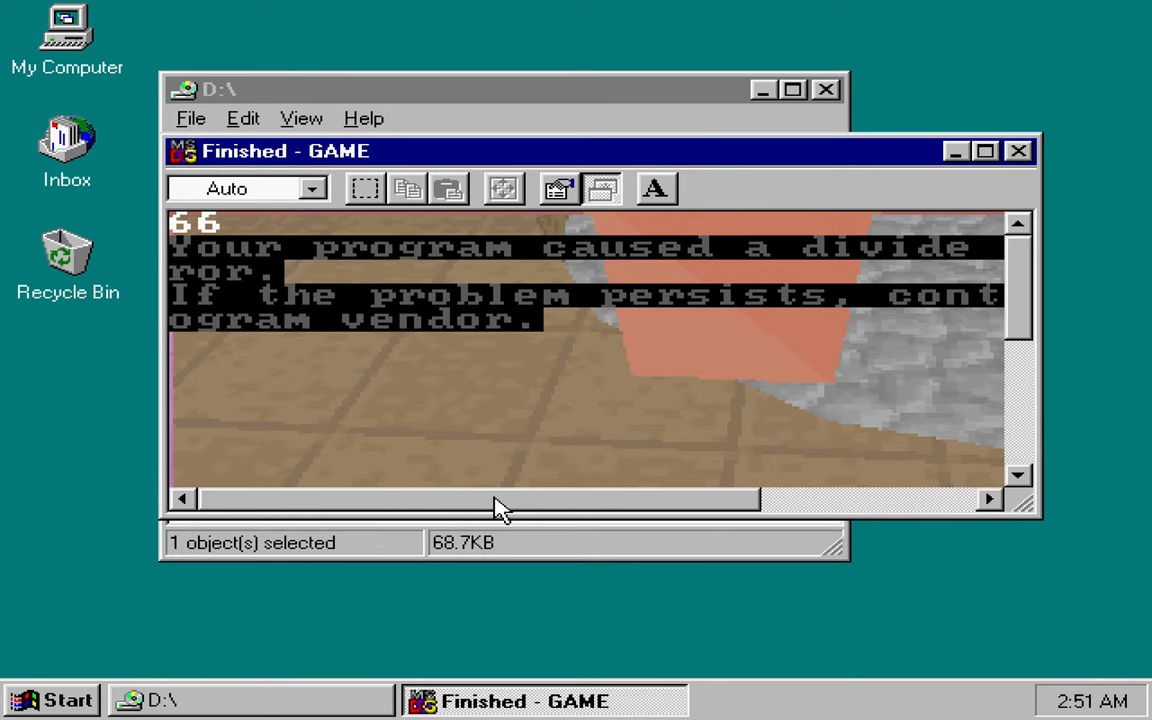 My Computer
Inbox
Recycle Bin
D:\
File Edit View Help
Finished - GAME
Auto
A
66
Your program caused a divide
ror.
If the problem persists, cont
ogram vendor.
1 object(s) selected
68.7KB
Start
D:\
Finished - GAME
2:51 AM